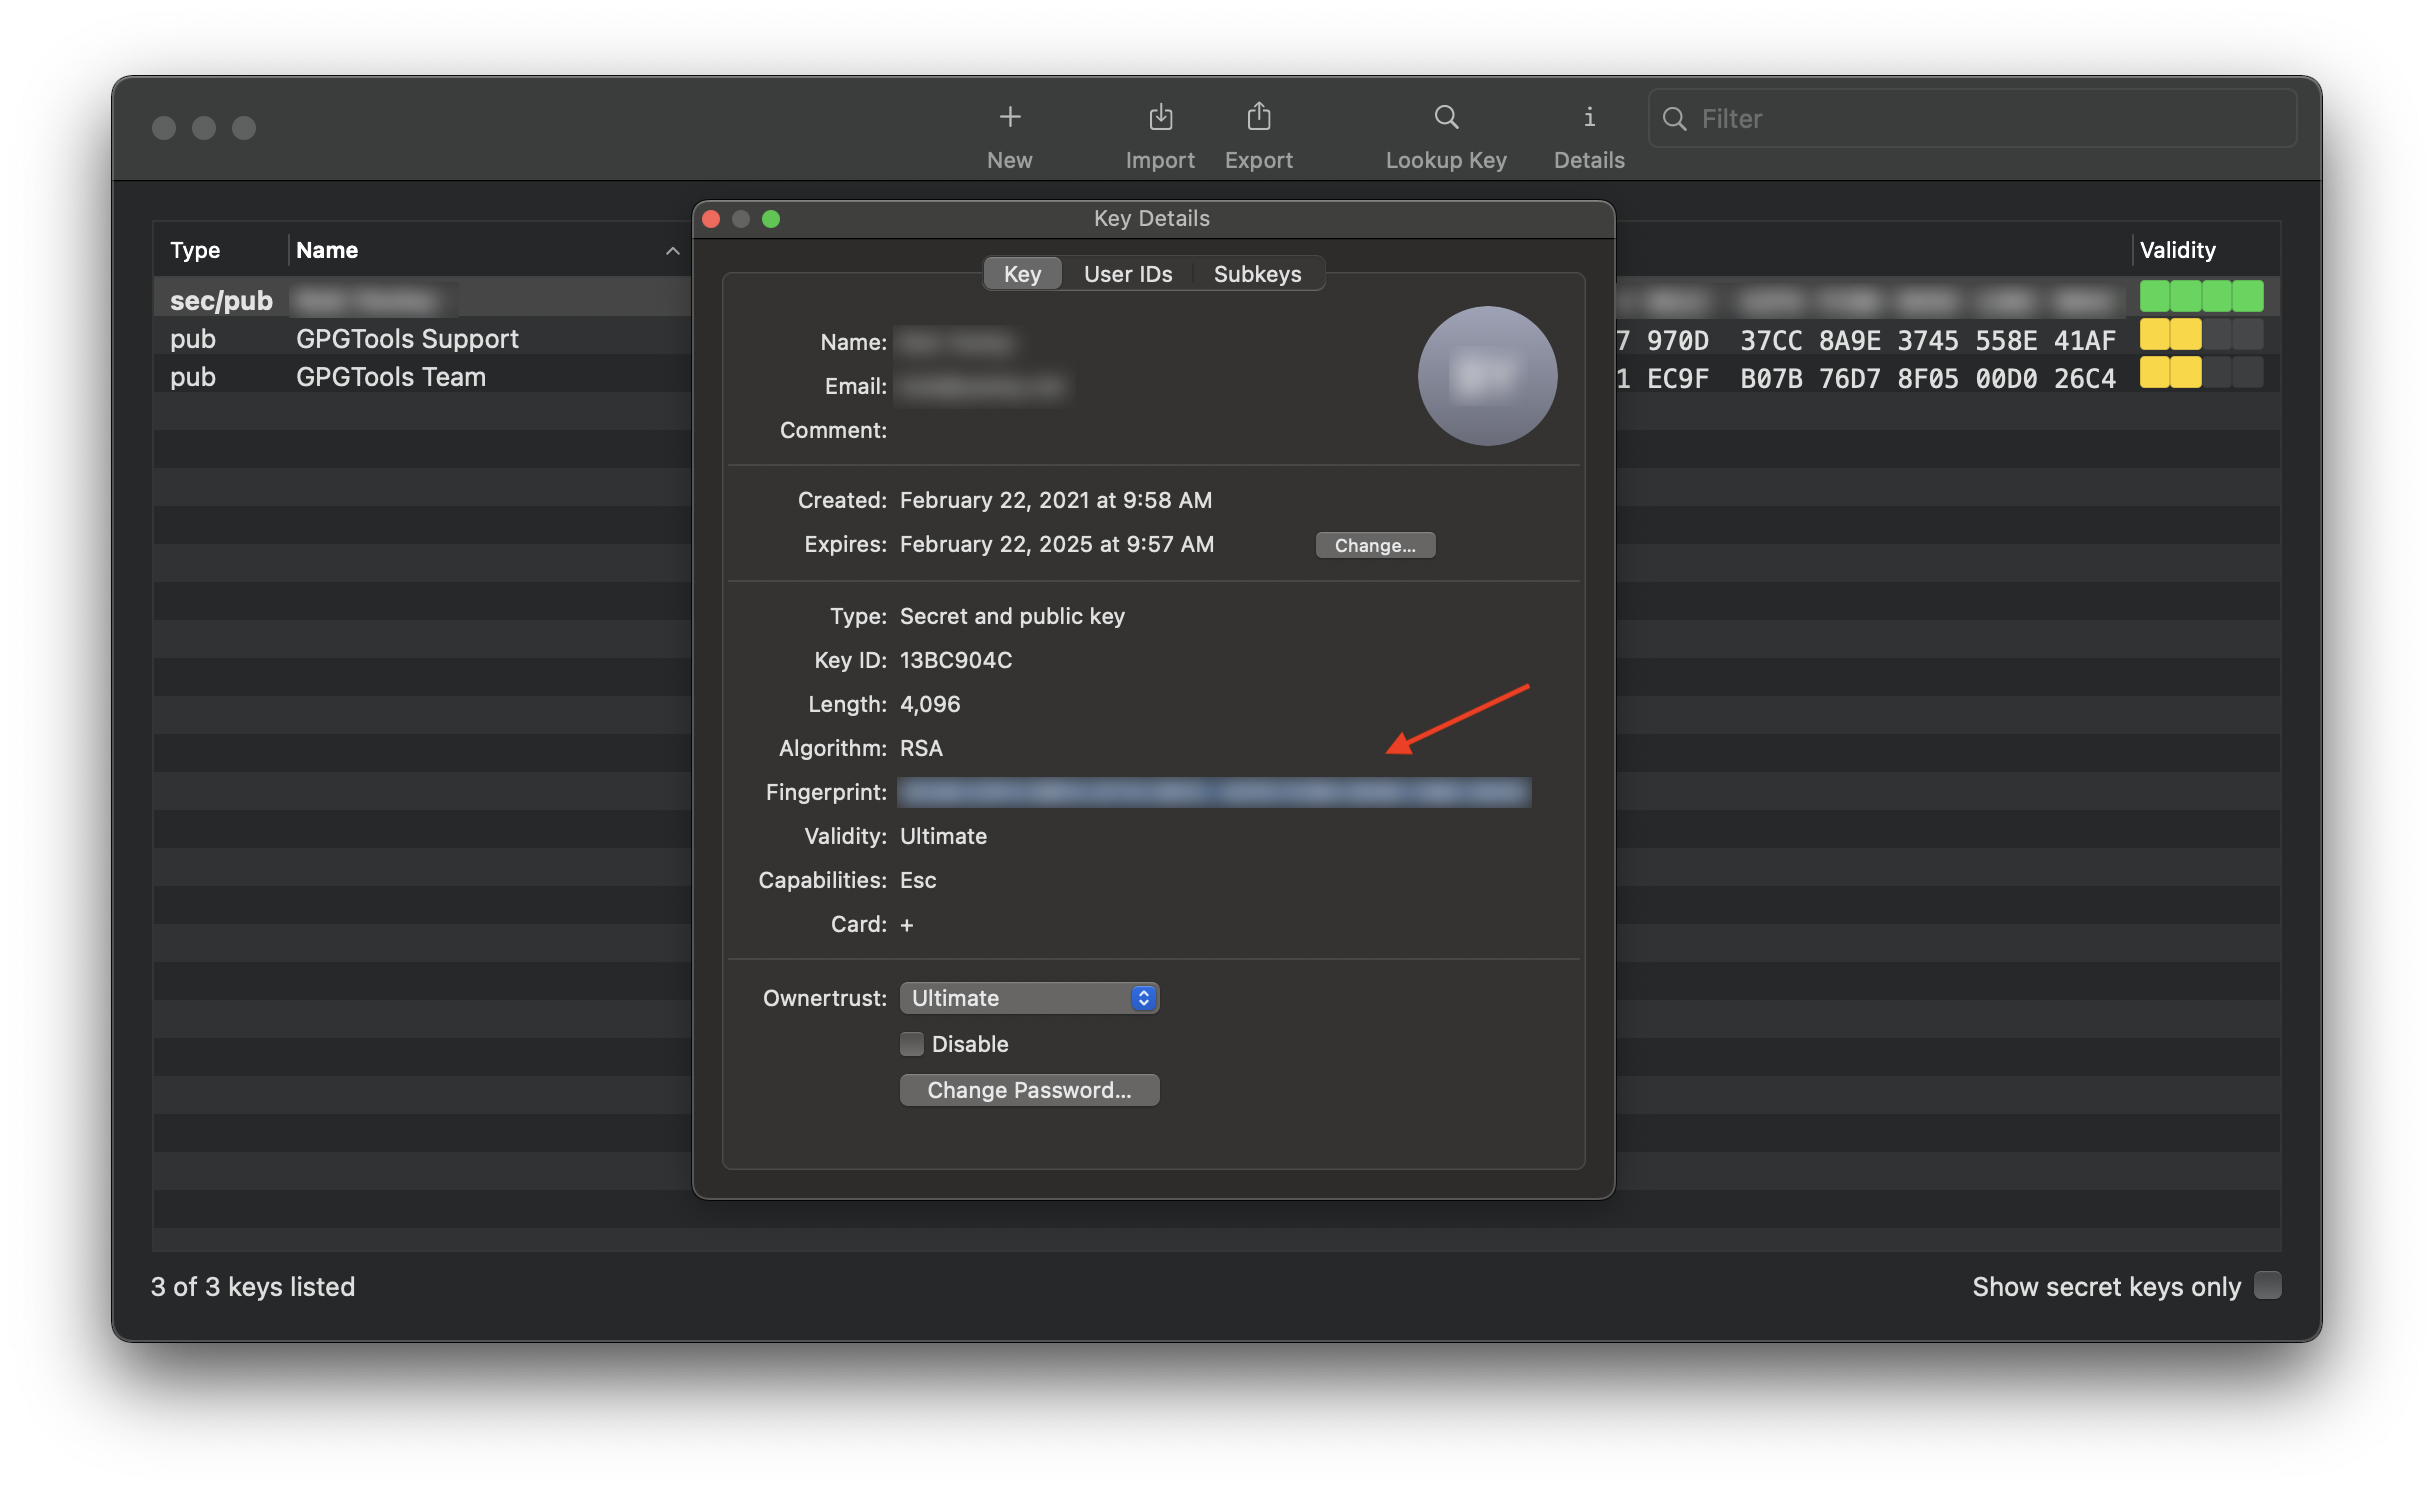 New
Import
Export
Lookup Key
Details
Filter
Key Details
Type
Name
Validity
Key
User IDs
Subkeys
sec/pub
pub
GPGTools Support
7 970D 37CC 8A9E 3745 558E 41AF
pub
GPGTools Team
1 EC9F B07B 76D7 8F05 00D0 26C4
Name:
Email:
Comment:
Created: February 22, 2021 at 9:58 AM
Expires: February 22, 2025 at 9:57 AM
Change...
Type: Secret and public key
Key ID: 13BC904C
Length: 4,096
Algorithm: RSA
Fingerprint:
Validity: Ultimate
Capabilities: Esc
Card: +
Ownertrust: Ultimate
Disable
Change Password...
3 of 3 keys listed
Show secret keys only